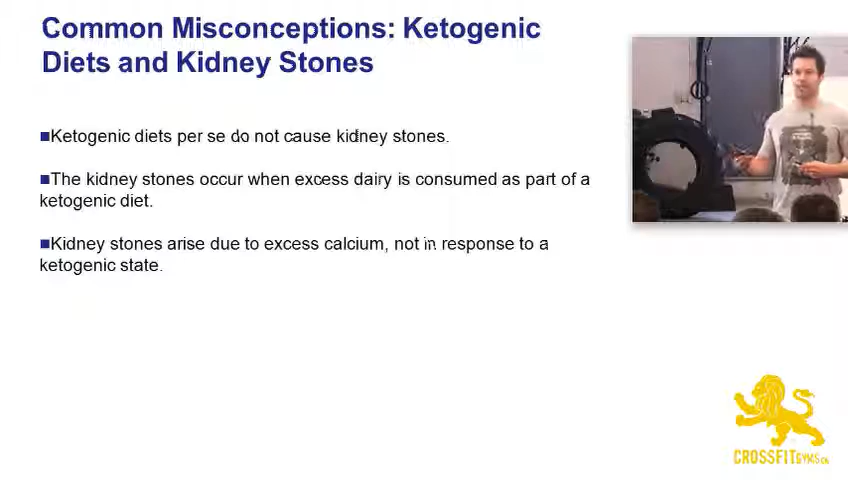 Common Misconceptions: Ketogenic
Diets and Kidney Stones
■Ketogenic diets per se do not cause kidney stones.
■The kidney stones occur when excess dairy is consumed as part of a
ketogenic diet.
■Kidney stones arise due to excess calcium, not in response to a
ketogenic state.
CROSSFITGYMS.CA